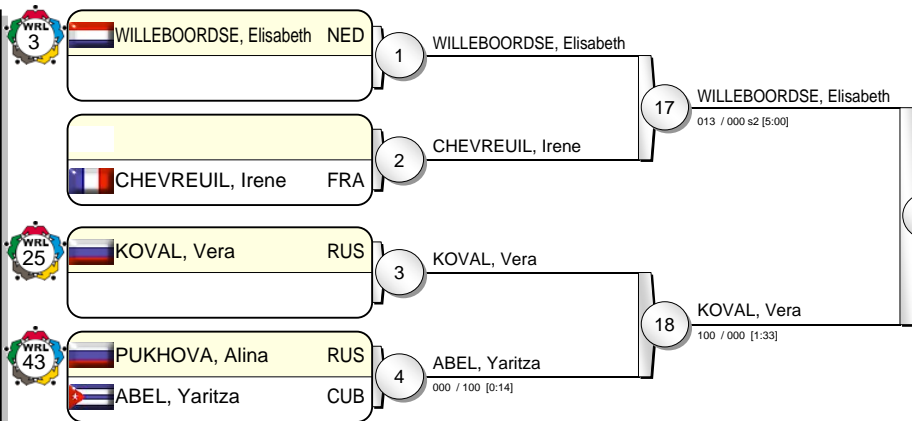 WRL
3
WILLEBOORDSE, Elisabeth NED
1
WILLEBOORDSE, Elisabeth
17
WILLEBOORDSE, Elisabeth
013 / 000 s2 [5:00]
CHEVREUIL, Irene FRA
2
CHEVREUIL, Irene
WRL
25
KOVAL, Vera RUS
3
KOVAL, Vera
18
KOVAL, Vera
100 / 000 [1:33]
WRL
43
PUKHOVA, Alina RUS
ABEL, Yaritza CUB
4
ABEL, Yaritza
000 / 100 [0:14]